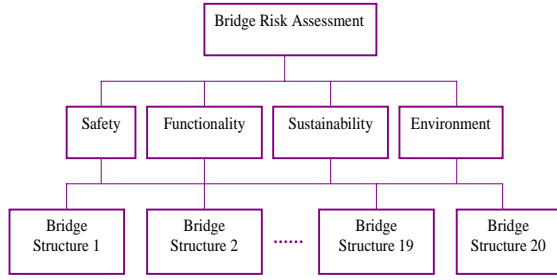 Bridge Risk Assessment
Safety
Functionality
Sustainability
Environment
Bridge
Structure 1
Bridge
Structure 2
......
Bridge
Structure 19
Bridge
Structure 20